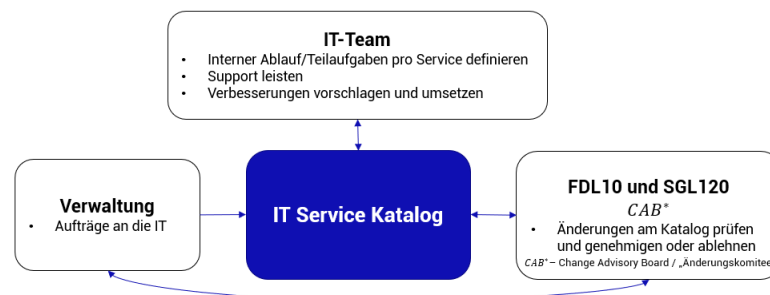 IT-Team
• Interner Ablauf/Teilaufgaben pro Service definieren
• Support leisten
• Verbesserungen vorschlagen und umsetzen
Verwaltung
• Aufträge an die IT
IT Service Katalog
FDL10 und SGL120
CAB*
• Änderungen am Katalog prüfen
und genehmigen oder ablehnen
CAB*– Change Advisory Board / „Änderungskomitee